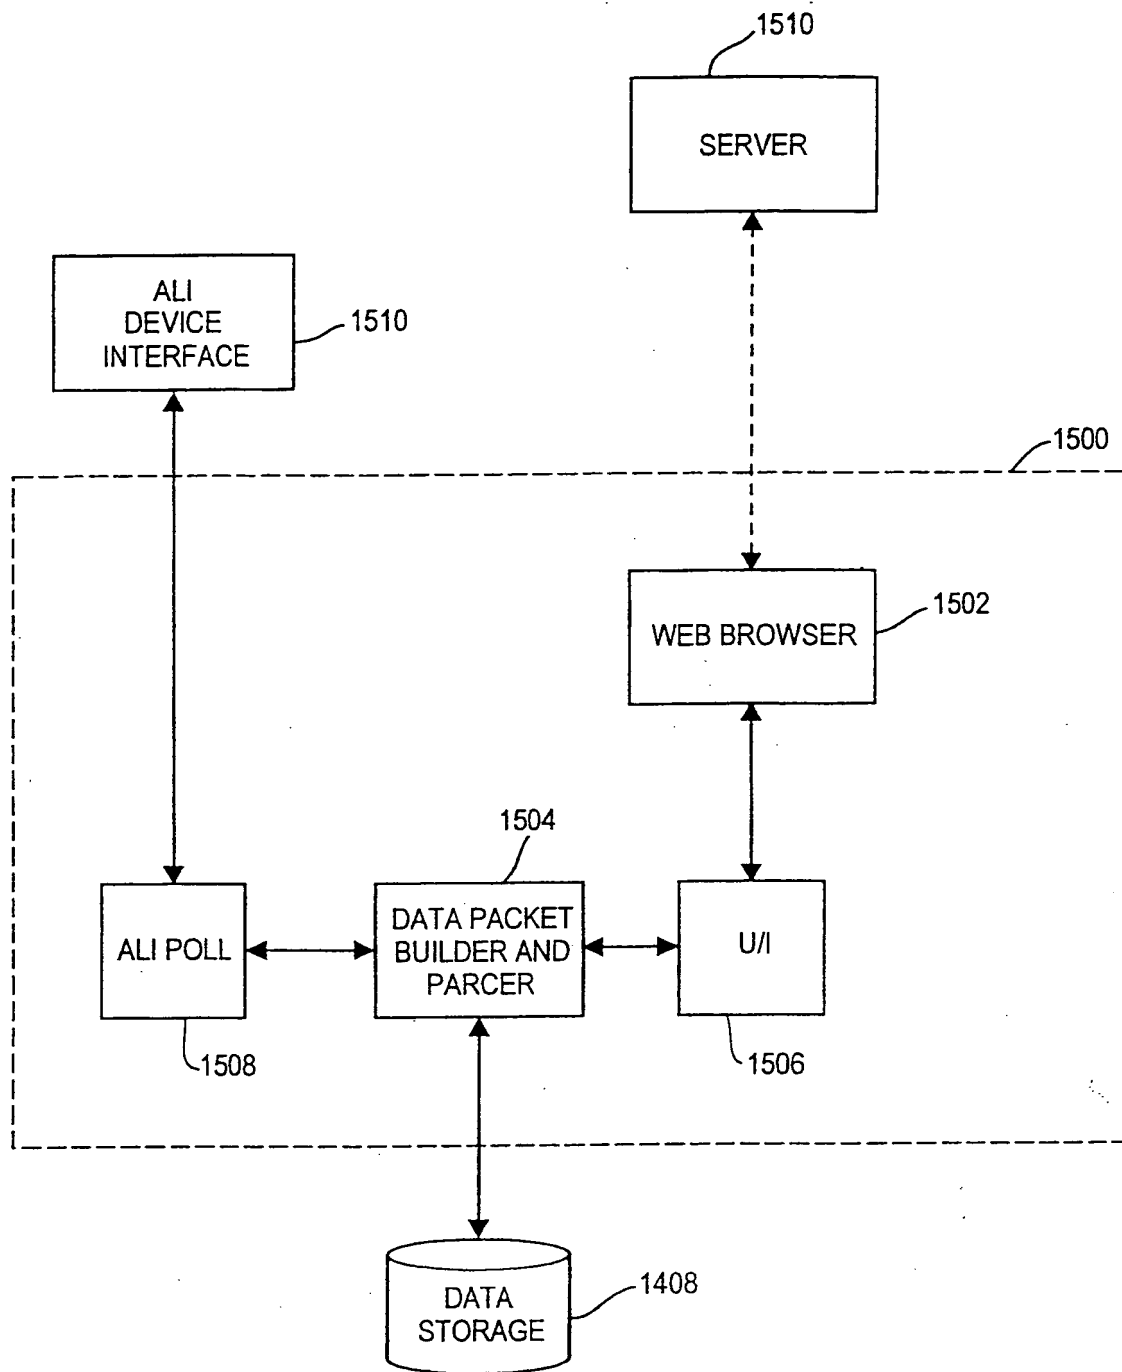 1510
SERVER
ALI
DEVICE
INTERFACE
1510
1500
WEB BROWSER
1502
1504
ALI POLL
DATA PACKET
BUILDER AND
PARCER
U/I
1508
1506
DATA
STORAGE
1408